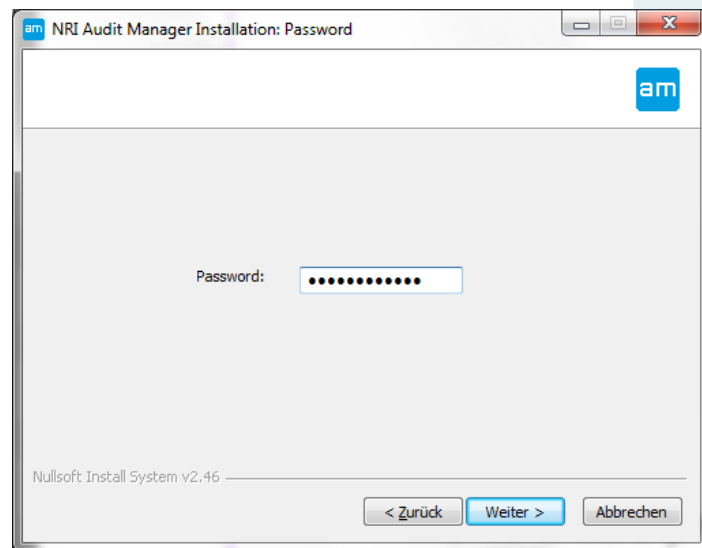 am NRI Audit Manager Installation: Password
am
Password: ●●●●●●●●●●●●
Nullsoft Install System v2.46
< Zurück Weiter > Abbrechen